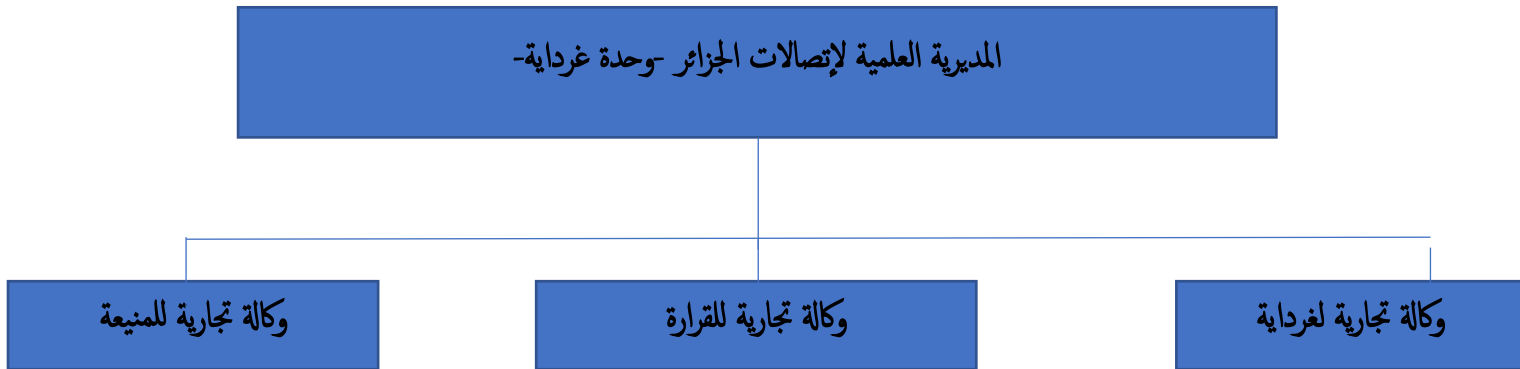 المديرية العلمية لإتصالات الجزائر -وحدة غرداية-
وكالة تجارية لغرداية
وكالة تجارية للقرارة
وكالة تجارية للمنيعة